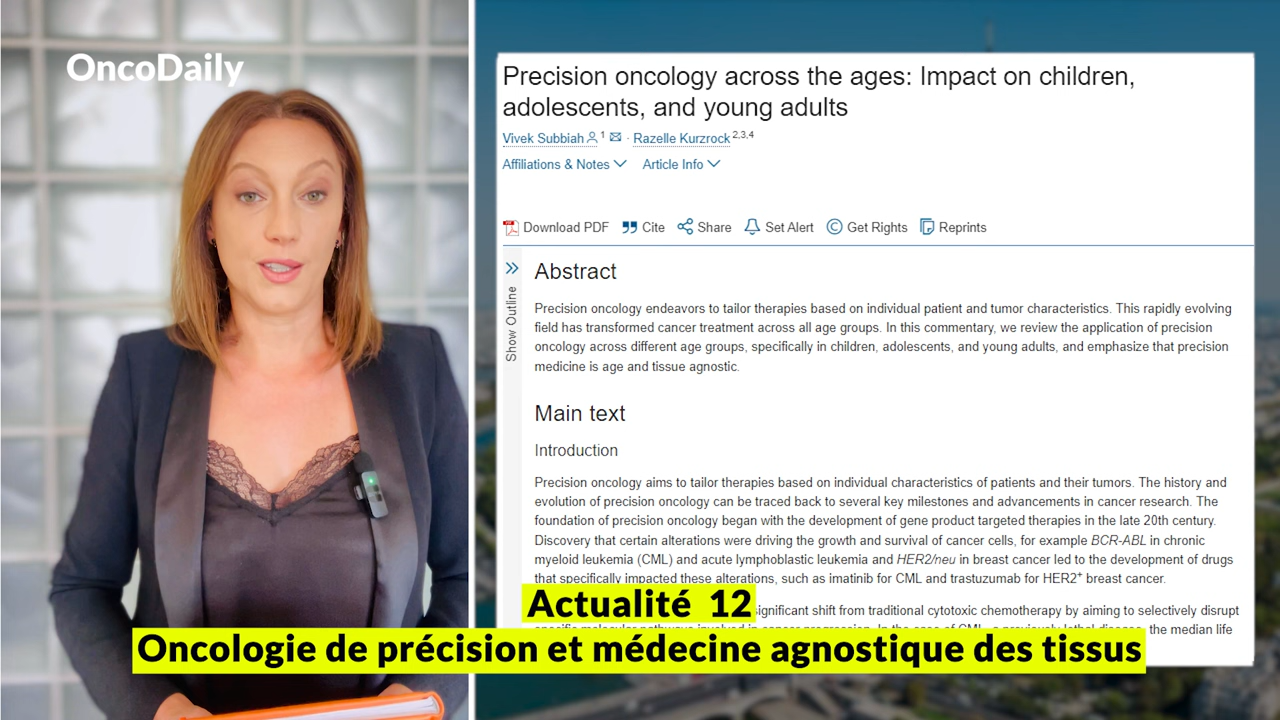 OncoDaily
Precision oncology across the ages: Impact on children,
adolescents, and young adults
Vivek Subbiah 1 · Razelle Kurzrock 2,3,4
Affiliations & Notes Article Info
Download PDF Cite Share Set Alert Get Rights Reprints
Show Outline
Abstract
Precision oncology endeavors to tailor therapies based on individual patient and tumor characteristics. This rapidly evolving
field has transformed cancer treatment across all age groups. In this commentary, we review the application of precision
oncology across different age groups, specifically in children, adolescents, and young adults, and emphasize that precision
medicine is age and tissue agnostic.
Main text
Introduction
Precision oncology aims to tailor therapies based on individual characteristics of patients and their tumors. The history and
evolution of precision oncology can be traced back to several key milestones and advancements in cancer research. The
foundation of precision oncology began with the development of gene product targeted therapies in the late 20th century.
Discovery that certain alterations were driving the growth and survival of cancer cells, for example BCR-ABL in chronic
myeloid leukemia (CML) and acute lymphoblastic leukemia and HER2/neu in breast cancer led to the development of drugs
that specifically impacted these alterations, such as imatinib for CML and trastuzumab for HER2+ breast cancer.
significant shift from traditional cytotoxic chemotherapy by aiming to selectively disrupt
the median life
Actualité 12
Oncologie de précision et médecine agnostique des tissus